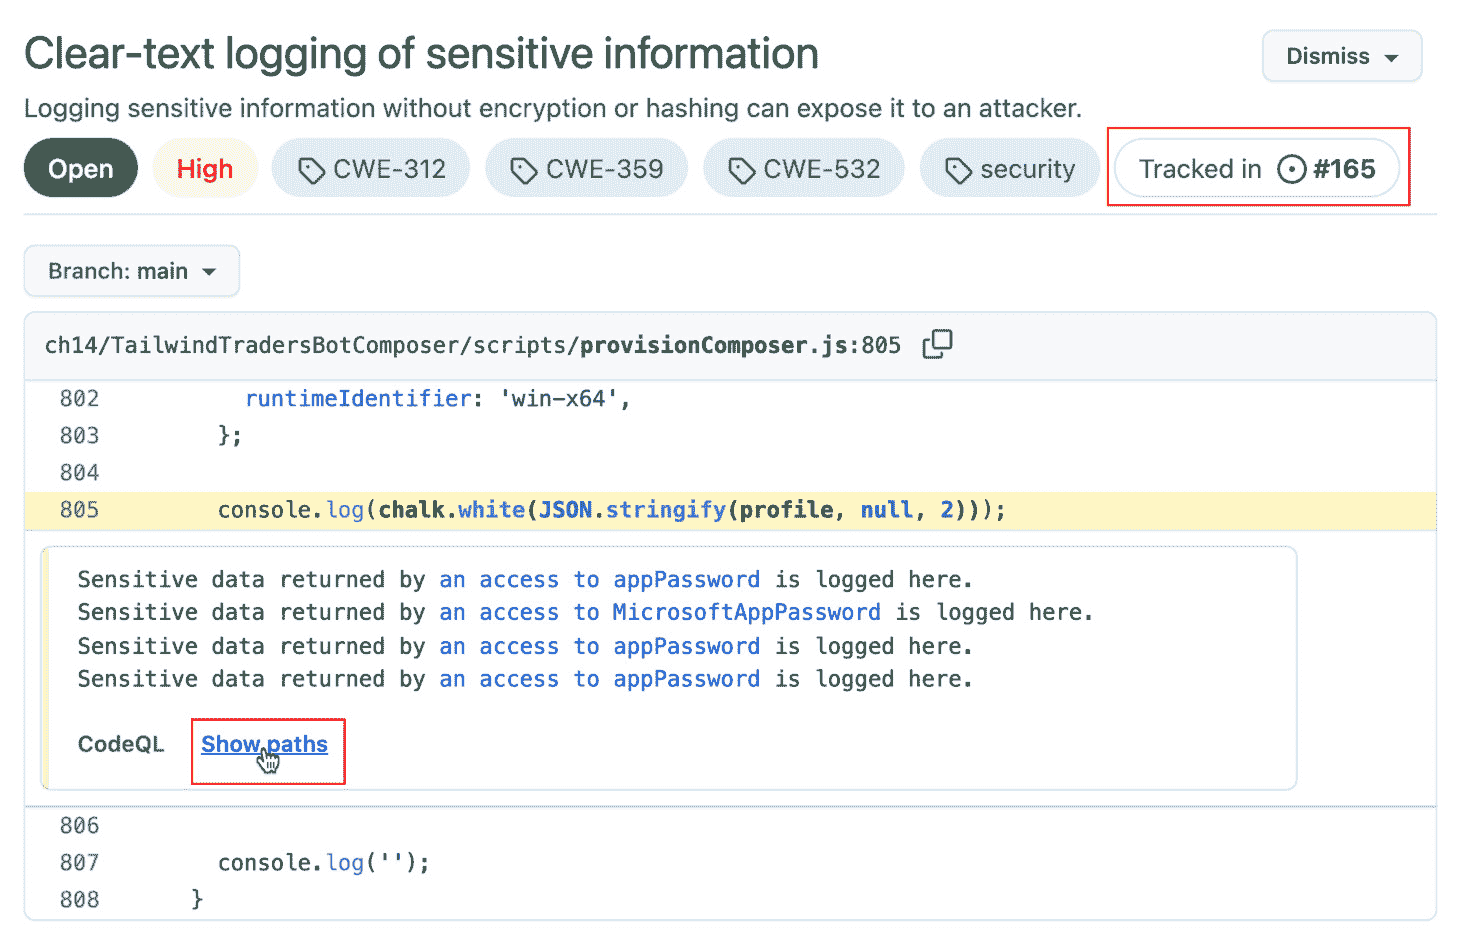 Clear-text logging of sensitive information
Dismiss
Logging sensitive information without encryption or hashing can expose it to an attacker.
Open High CWE-312 CWE-359 CWE-532 security Tracked in #165
Branch: main
ch14/TailwindTradersBotComposer/scripts/provisionComposer.js:805
802 runtimeIdentifier: 'win-x64',
803 };
804
805 console.log(chalk.white(JSON.stringify(profile, null, 2)));
Sensitive data returned by an access to appPassword is logged here.
Sensitive data returned by an access to MicrosoftAppPassword is logged here.
Sensitive data returned by an access to appPassword is logged here.
Sensitive data returned by an access to appPassword is logged here.
CodeQL Show paths
806
807 console.log('');
808 }